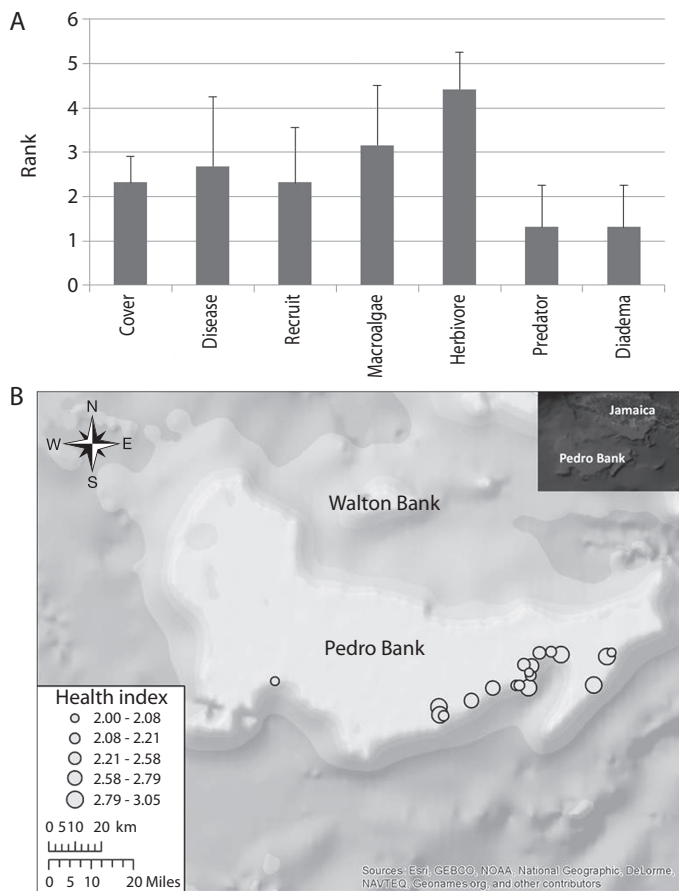 A
6
5
4
3
2
1
0
Rank
Cover
Disease
Recruit
Macroalgae
Herbivore
Predator
Diadema
B
N
W E
S
Jamaica
Pedro Bank
Walton Bank
Pedro Bank
Health index
2.00 - 2.08
2.08 - 2.21
2.21 - 2.58
2.58 - 2.79
2.79 - 3.05
0 510 20 km
0 5 10 20 Miles
Sources: Esri, GEBCO, NOAA, National Geographic, DeLorme,
NAVTEQ, Geonames.org, and other contributors